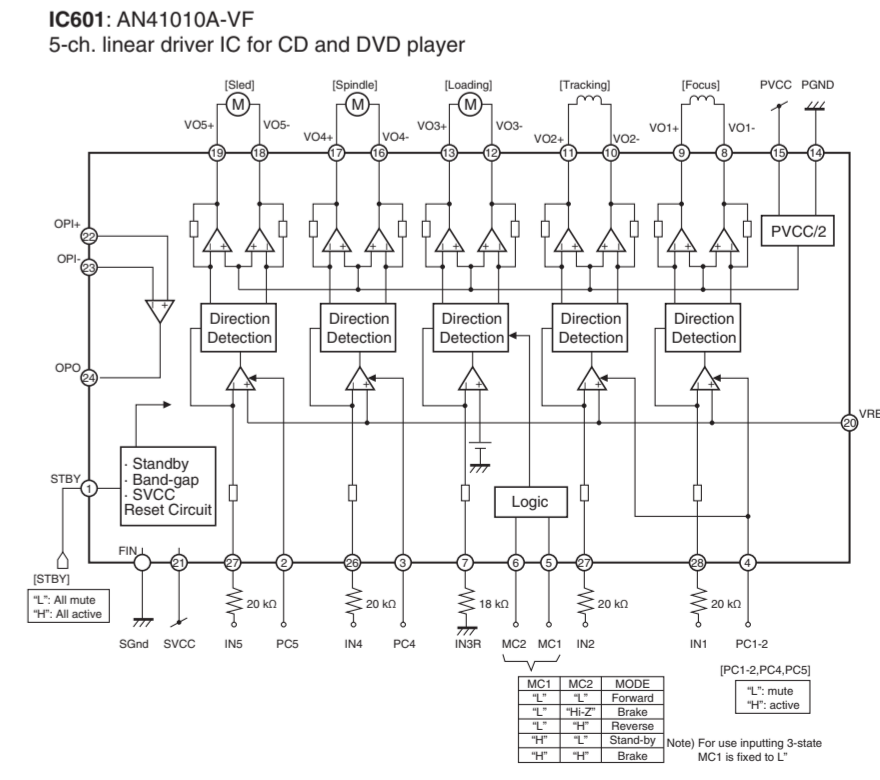 IC601: AN41010A-VF
5-ch. linear driver IC for CD and DVD player
[Sled] [Spindle] [Loading] [Tracking] [Focus] PVCC PGND
M M M
VO5+ VO5- VO4+ VO4- VO3+ VO3- VO2+ VO2- VO1+ VO1-
19 18 17 16 13 12 11 10 9 8 15 14
OPI+
22
OPI-
23
PVCC/2
Direction Detection
Direction Detection
Direction Detection
Direction Detection
Direction Detection
OPO
24
VRE
20
STBY
1
· Standby
· Band-gap
· SVCC
Reset Circuit
Logic
FIN
21 27 2 26 3 7 6 5 27 28 4
[STBY]
"L": All mute
"H": All active
20 kΩ 20 kΩ 18 kΩ 20 kΩ 20 kΩ
SGnd SVCC IN5 PC5 IN4 PC4 IN3R MC2 MC1 IN2 IN1 PC1-2
[PC1-2,PC4,PC5]
"L": mute
"H": active
MC1 MC2 MODE
"L" "L" Forward
"L" "Hi-Z" Brake
"L" "H" Reverse
"H" "L" Stand-by
"H" "H" Brake
Note) For use inputting 3-state
MC1 is fixed to L"